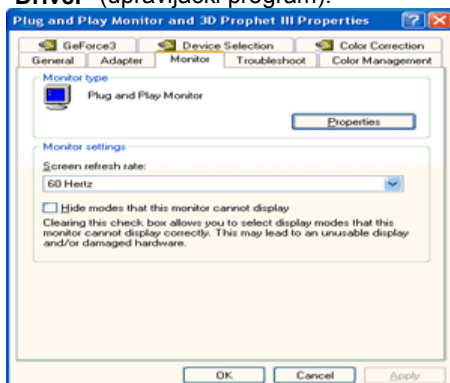 Driver (upravljački program).
Plug and Play Monitor and 3D Prophet III Properties
GeForce3 Device Selection Color Correction
General Adapter Monitor Troubleshoot Color Management
Monitor type
Plug and Play Monitor
Properties
Monitor settings
Screen refresh rate:
60 Hertz
Hide modes that this monitor cannot display
Clearing this check box allows you to select display modes that this
monitor cannot display correctly. This may lead to an unusable display
and/or damaged hardware.
OK Cancel Apply